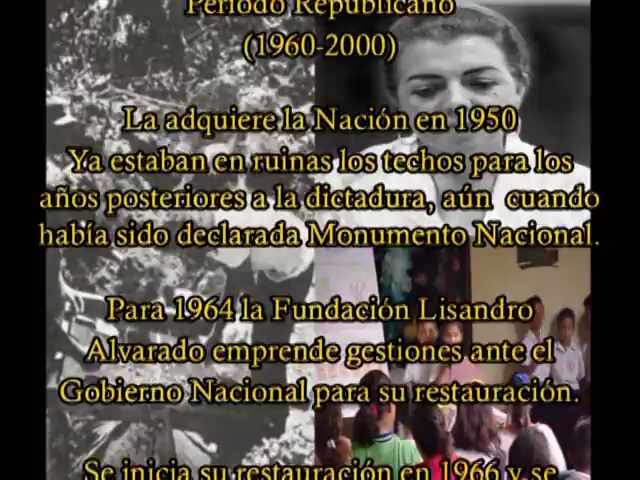 Período Republicano
(1960-2000)
La adquiere la Nación en 1950
Ya estaban en ruinas los techos para los
años posteriores a la dictadura, aún cuando
había sido declarada Monumento Nacional.
Para 1964 la Fundación Lisandro
Alvarado emprende gestiones ante el
Gobierno Nacional para su restauración.
Se inicia su restauración en 1966 y se